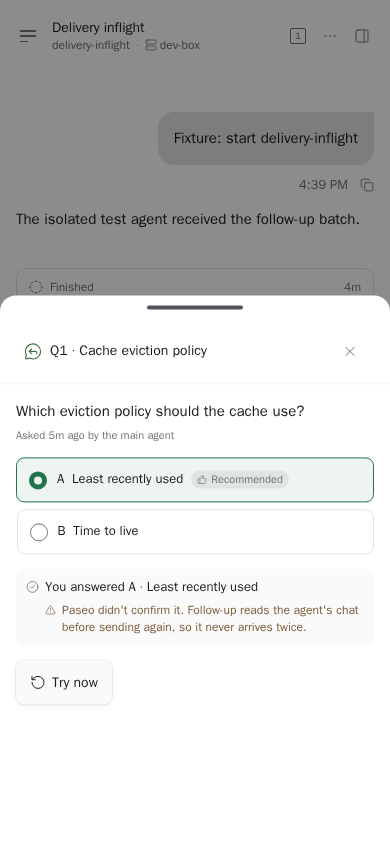 Delivery inflight
delivery-inflight · dev-box
1
Fixture: start delivery-inflight
4:39 PM
The isolated test agent received the follow-up batch.
Finished 4m
Q1 · Cache eviction policy
Which eviction policy should the cache use?
Asked 5m ago by the main agent
A Least recently used Recommended
B Time to live
You answered A · Least recently used
Paseo didn't confirm it. Follow-up reads the agent's chat
before sending again, so it never arrives twice.
Try now